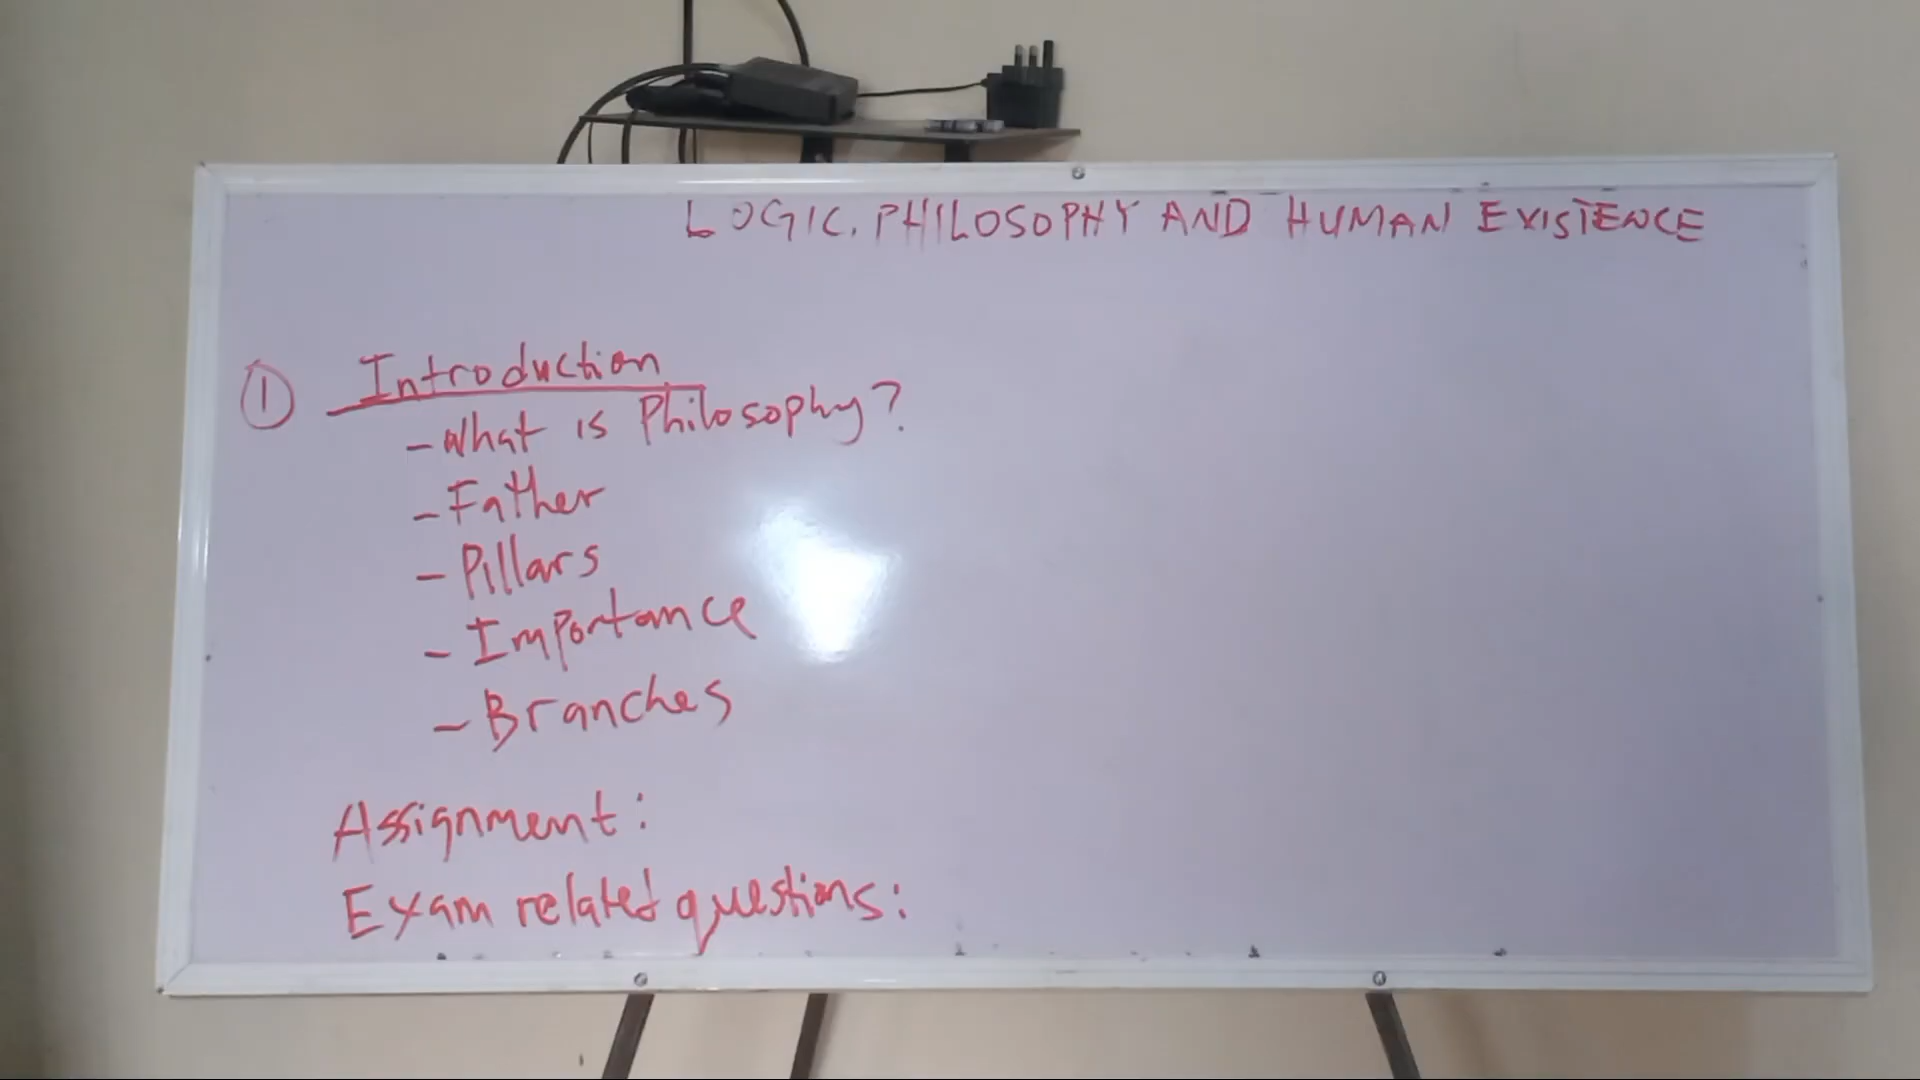 LOGIC, PHILOSOPHY AND HUMAN EXISTENCE
① Introduction
- What is Philosophy?
- Father
- Pillars
- Importance
- Branches
Assignment:
Exam related questions: